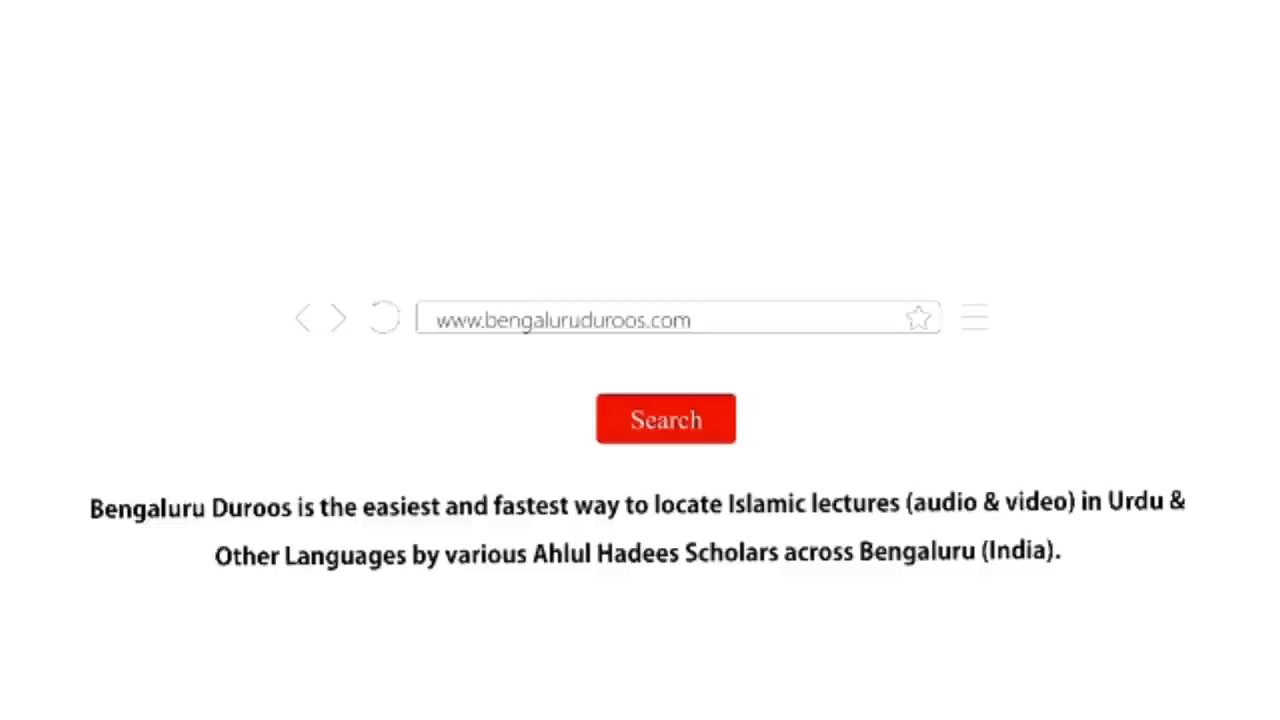 www.bengaluruduroos.com
Search
Bengaluru Duroos is the easiest and fastest way to locate Islamic lectures (audio & video) in Urdu &
Other Languages by various Ahlul Hadees Scholars across Bengaluru (India).